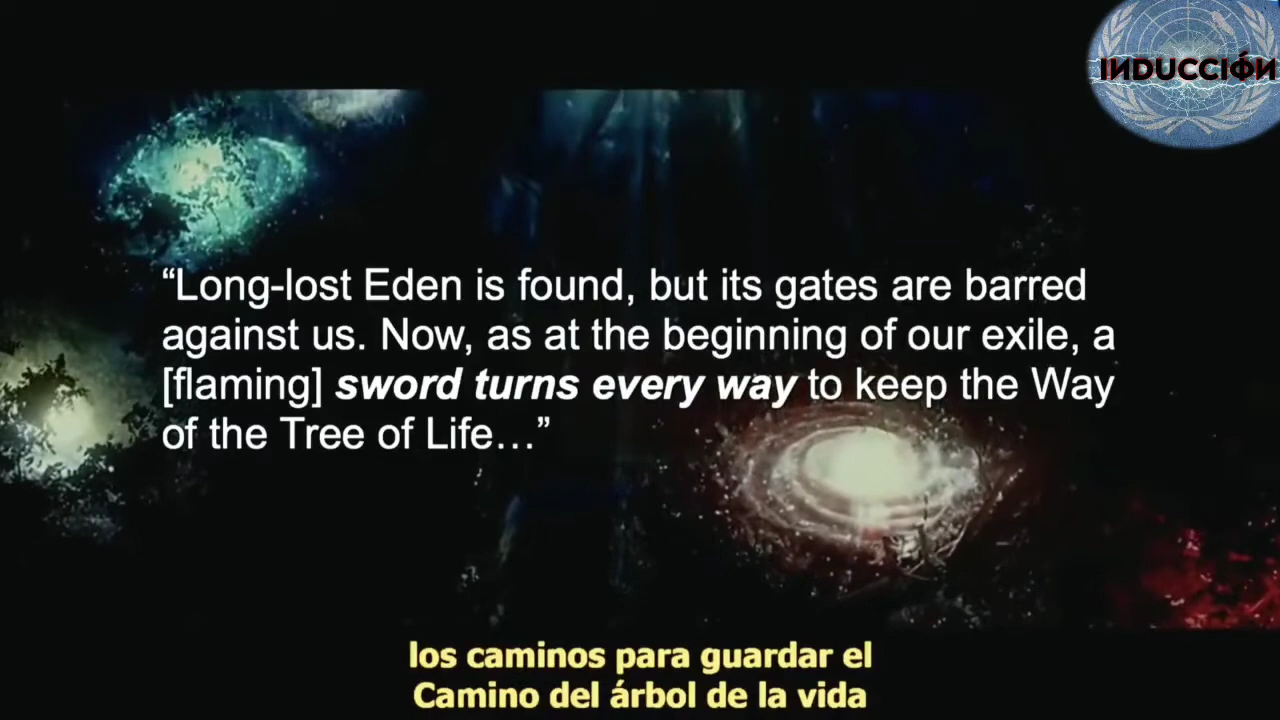 INDUCCIÓN
“Long-lost Eden is found, but its gates are barred
against us. Now, as at the beginning of our exile, a
[flaming] sword turns every way to keep the Way
of the Tree of Life…”
los caminos para guardar el
Camino del árbol de la vida